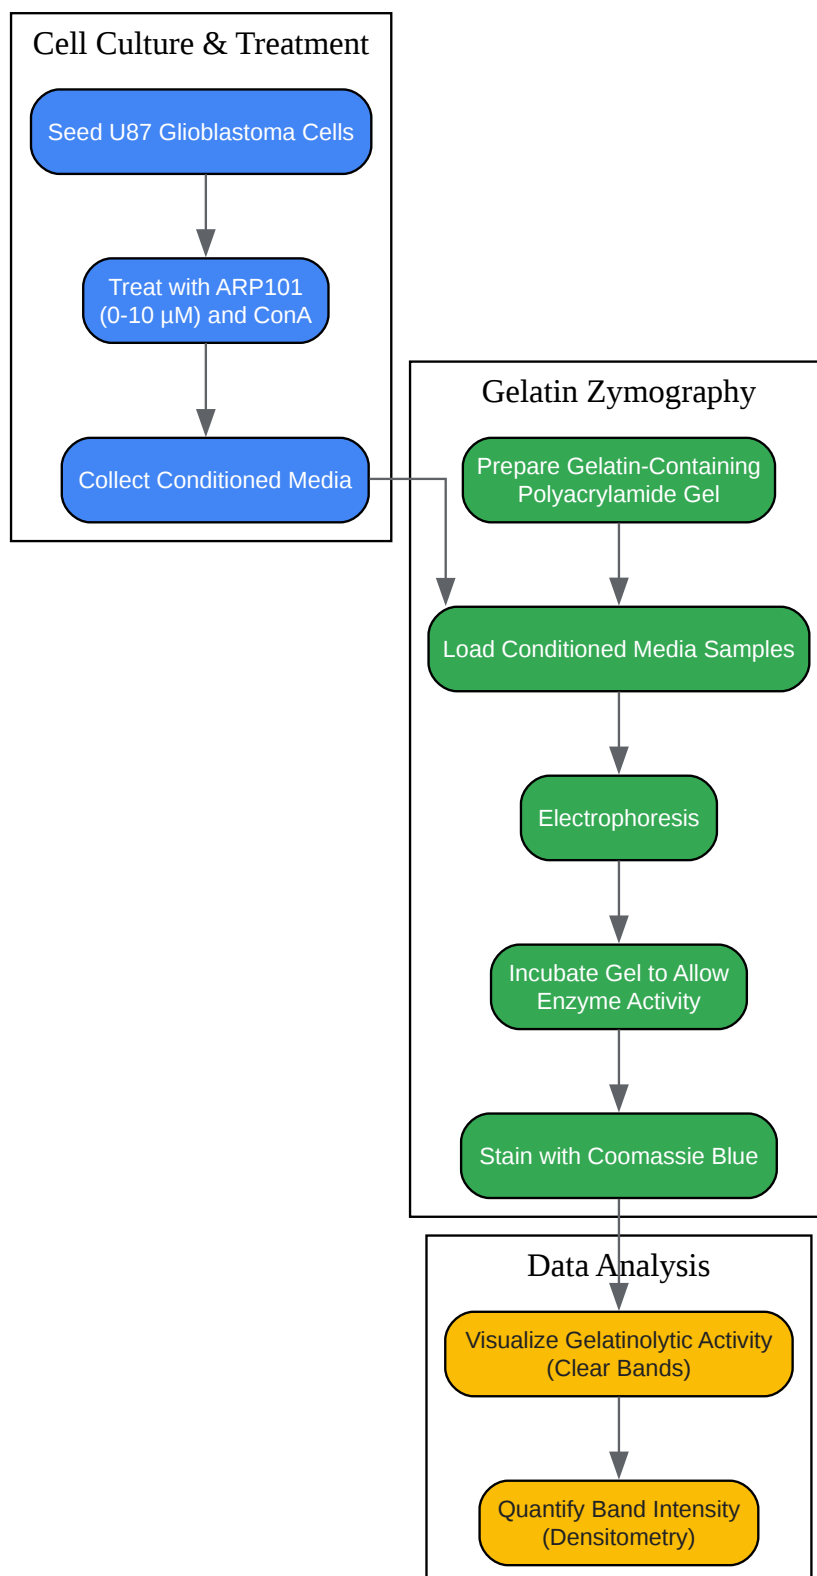 Cell Culture & Treatment
Seed U87 Glioblastoma Cells
Treat with ARP101
(0-10 µM) and ConA
Collect Conditioned Media
Gelatin Zymography
Prepare Gelatin-Containing
Polyacrylamide Gel
Load Conditioned Media Samples
Electrophoresis
Incubate Gel to Allow
Enzyme Activity
Stain with Coomassie Blue
Data Analysis
Visualize Gelatinolytic Activity
(Clear Bands)
Quantify Band Intensity
(Densitometry)